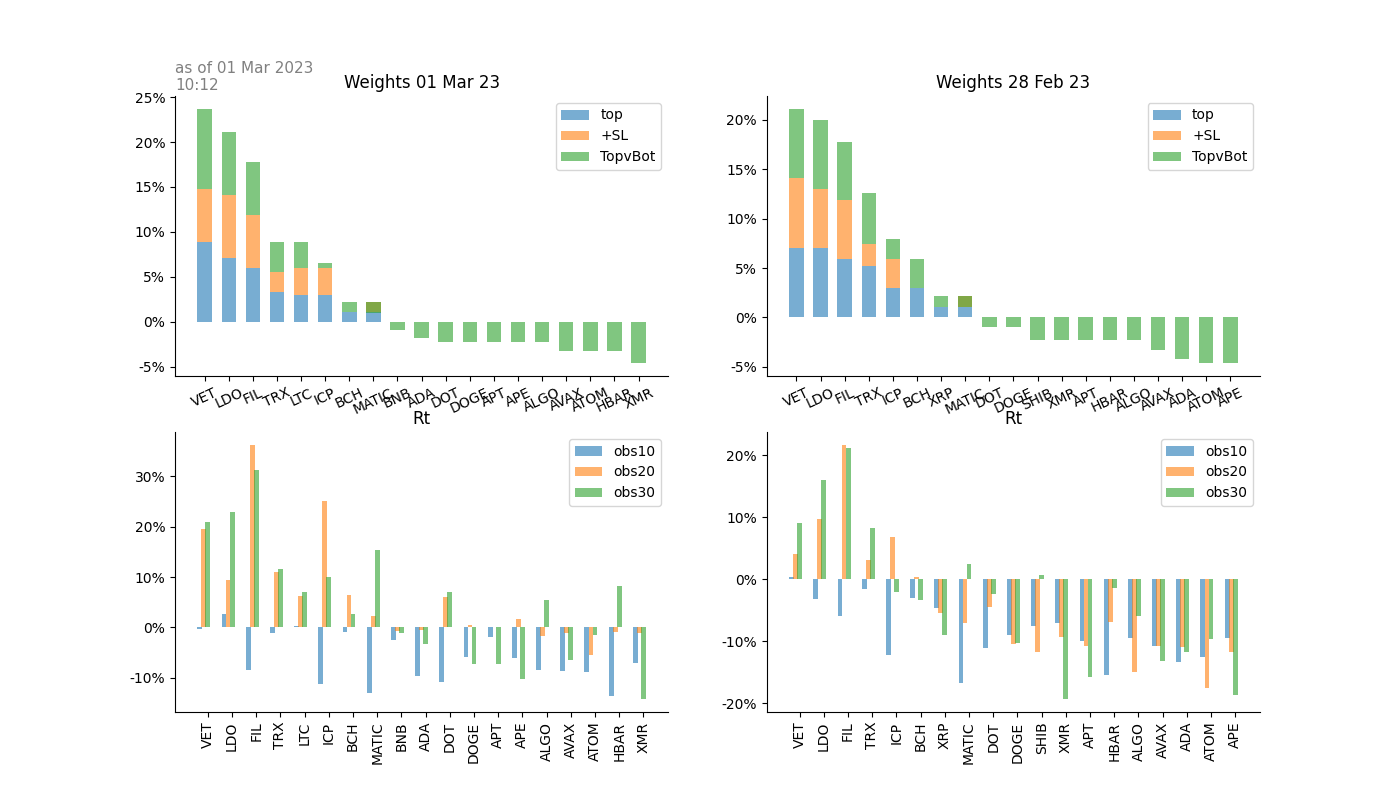 as of 01 Mar 2023
10:12
Weights 01 Mar 23
25%
20%
15%
10%
5%
0%
-5%
top
+SL
TopvBot
VET LDO FIL TRX LTC ICP BCH MATIC BNB ADA DOT DOGE APT APE ALGO AVAX ATOM HBAR XMR
Weights 28 Feb 23
20%
15%
10%
5%
0%
-5%
top
+SL
TopvBot
VET LDO FIL TRX ICP BCH XRP MATIC DOT DOGE SHIB XMR APT HBAR ALGO AVAX ADA ATOM APE
Rt
30%
20%
10%
0%
-10%
obs10
obs20
obs30
VET LDO FIL TRX LTC ICP BCH MATIC BNB ADA DOT DOGE APT APE ALGO AVAX ATOM HBAR XMR
Rt
20%
10%
0%
-10%
-20%
obs10
obs20
obs30
VET LDO FIL TRX ICP BCH XRP MATIC DOT DOGE SHIB XMR APT HBAR ALGO AVAX ADA ATOM APE